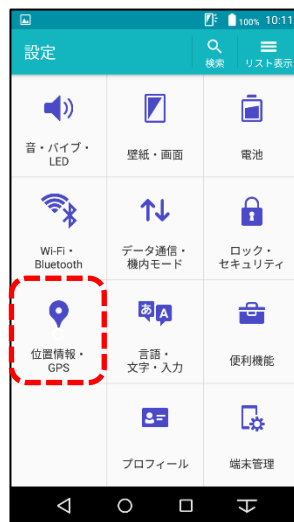 100% 10:11
設定
検索
リスト表示
音・バイブ・
LED
壁紙・画面
電池
Wi-Fi・
Bluetooth
データ通信・
機内モード
ロック・
セキュリティ
位置情報・
GPS
あ A
言語・
文字・入力
便利機能
プロフィール
端末管理